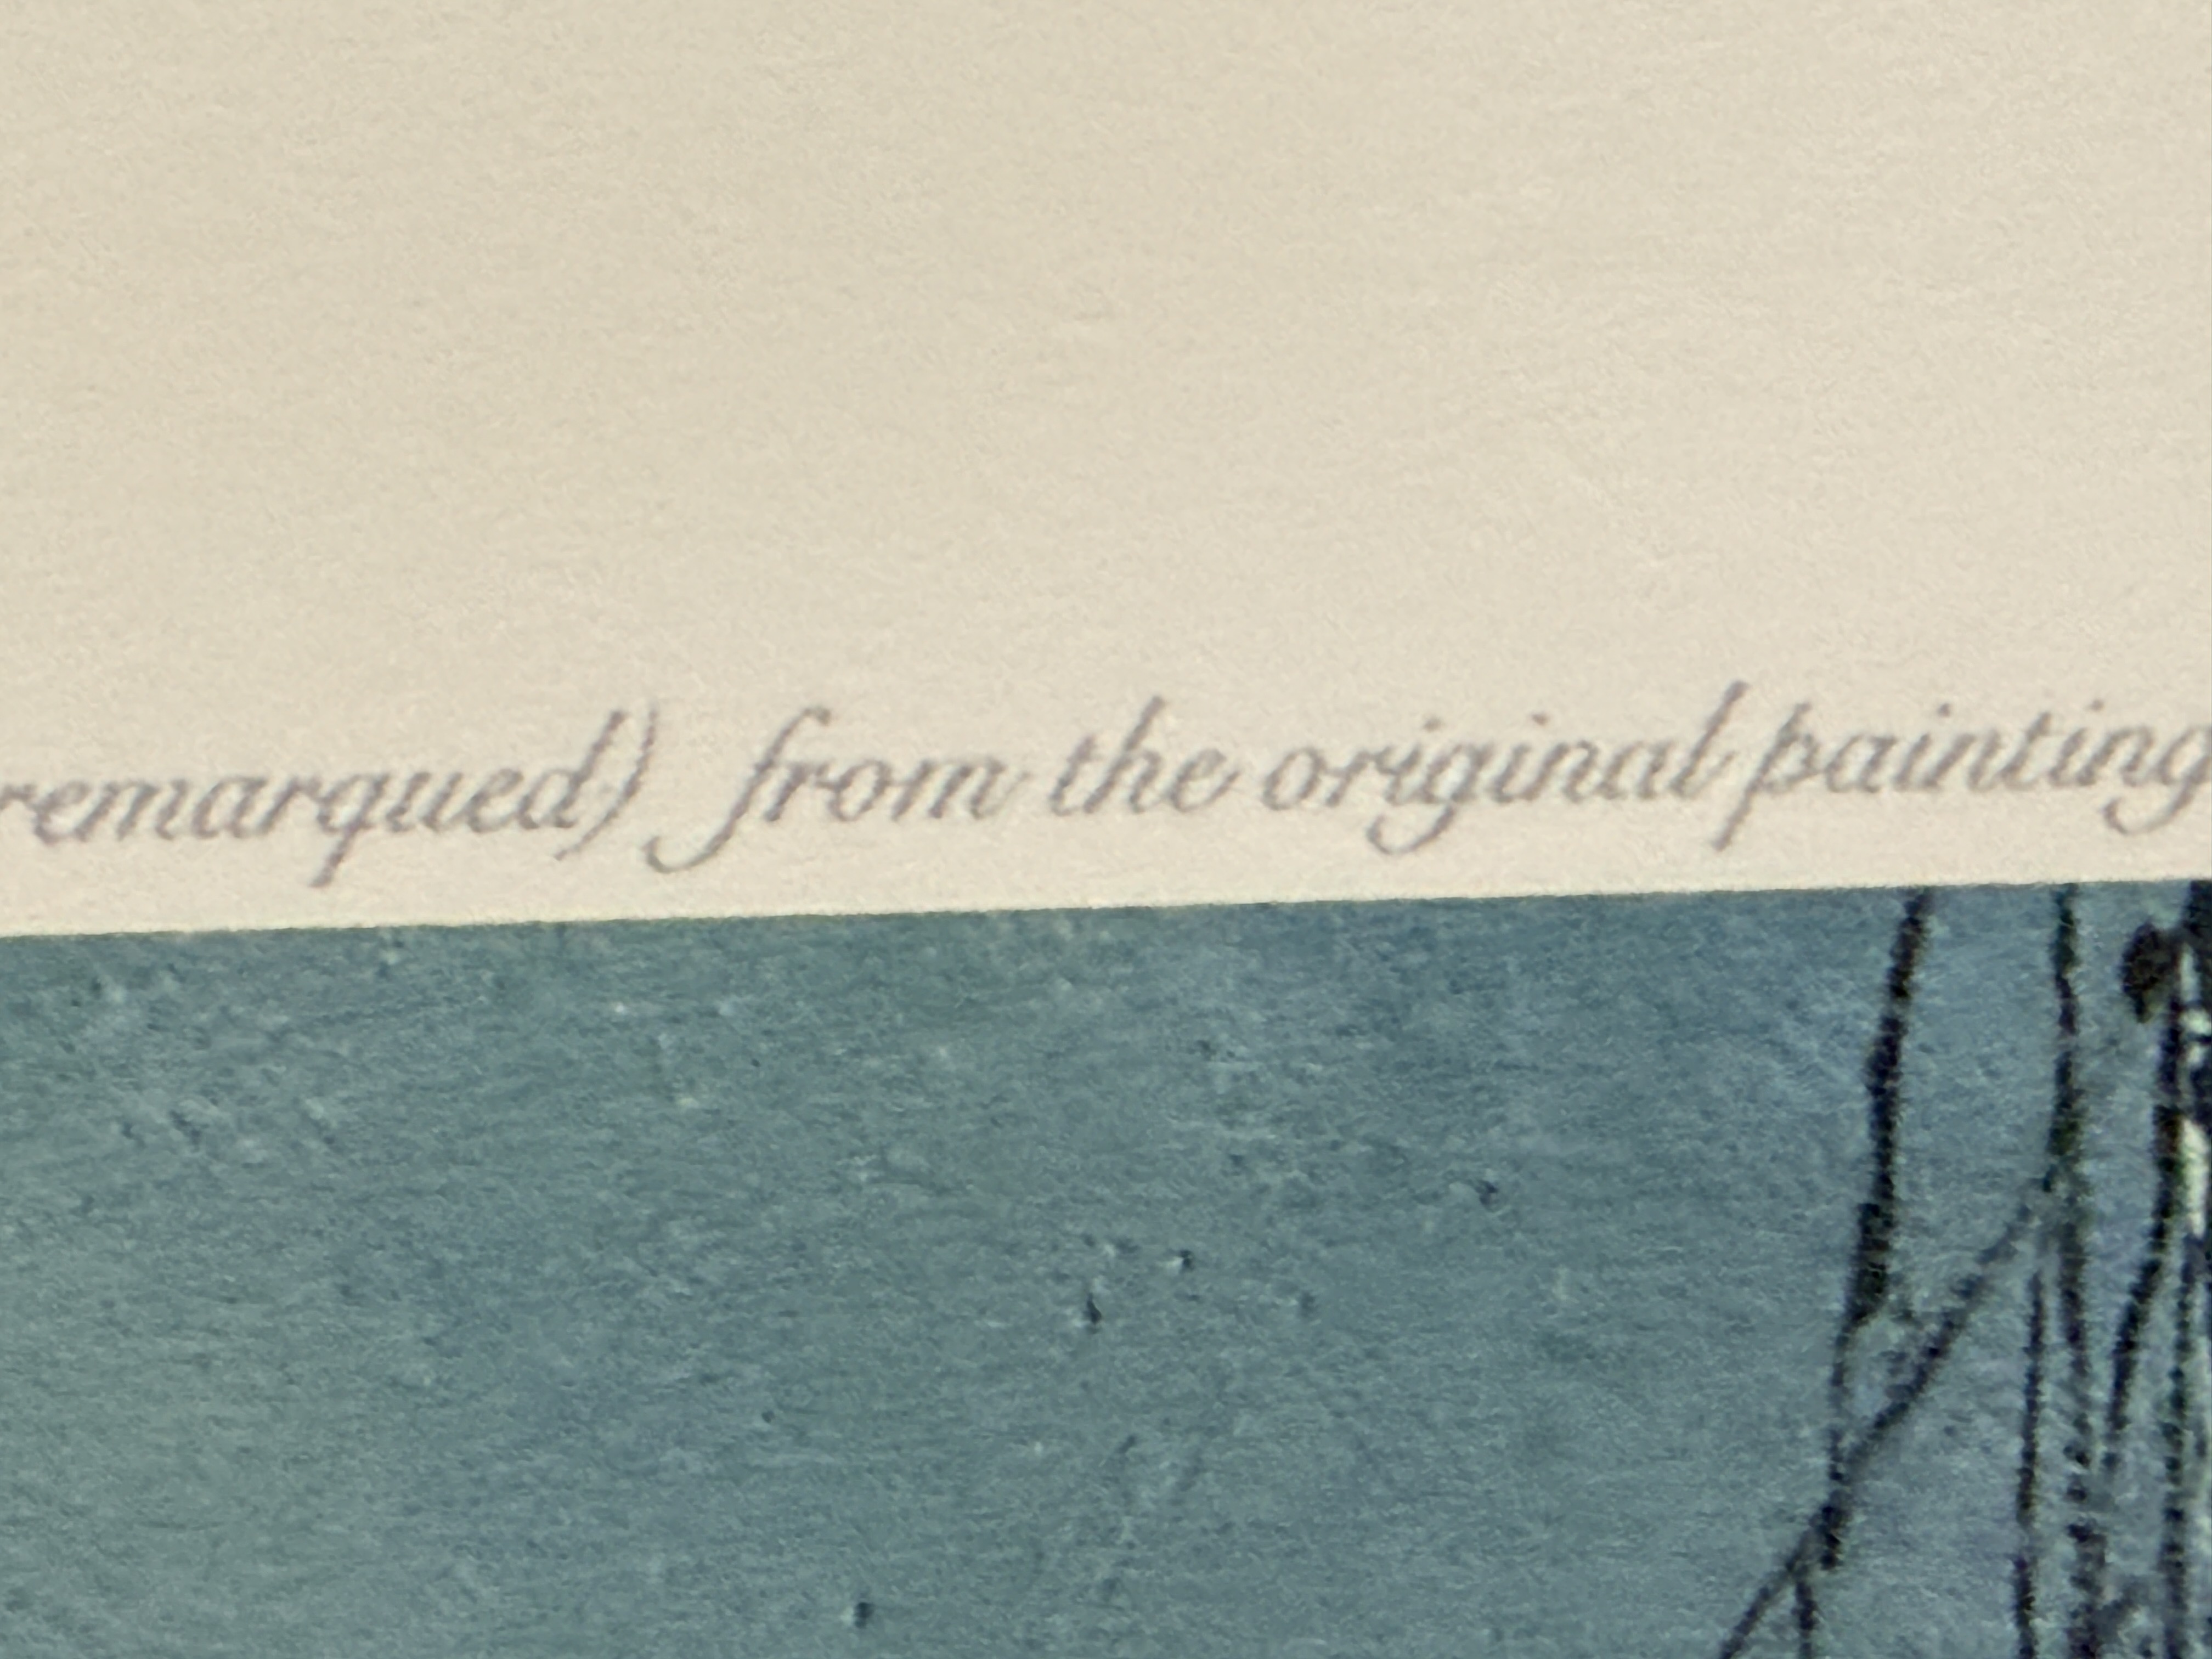 remarqued) from the original painting